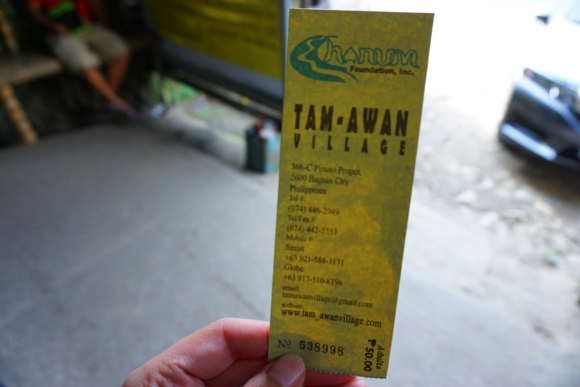 Chanum
Foundation, Inc.
TAM-AWAN
VILLAGE
366-C Pinsao Proper,
2600 Baguio City
Philippines
Tel #
(074) 446-2949
Tel/Fax #
(074) 442-5553
Mobile #
Smart
+63 921-588-3131
Globe
+63 917-510-8196
email:
tamawanvillage@gmail.com
website:
www.tam_awanvillage.com
Nº 538998
Adults
₱50.00